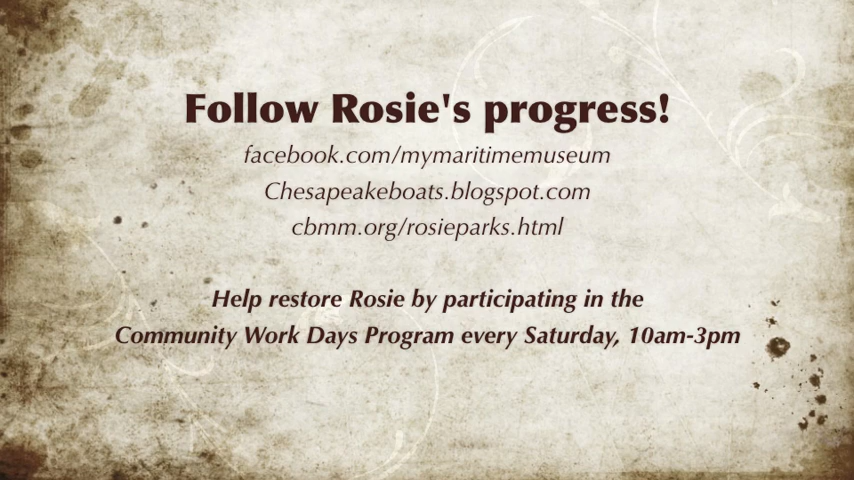 Follow Rosie's progress!
facebook.com/mymaritimemuseum
Chesapeakeboats.blogspot.com
cbmm.org/rosieparks.html
Help restore Rosie by participating in the
Community Work Days Program every Saturday, 10am-3pm